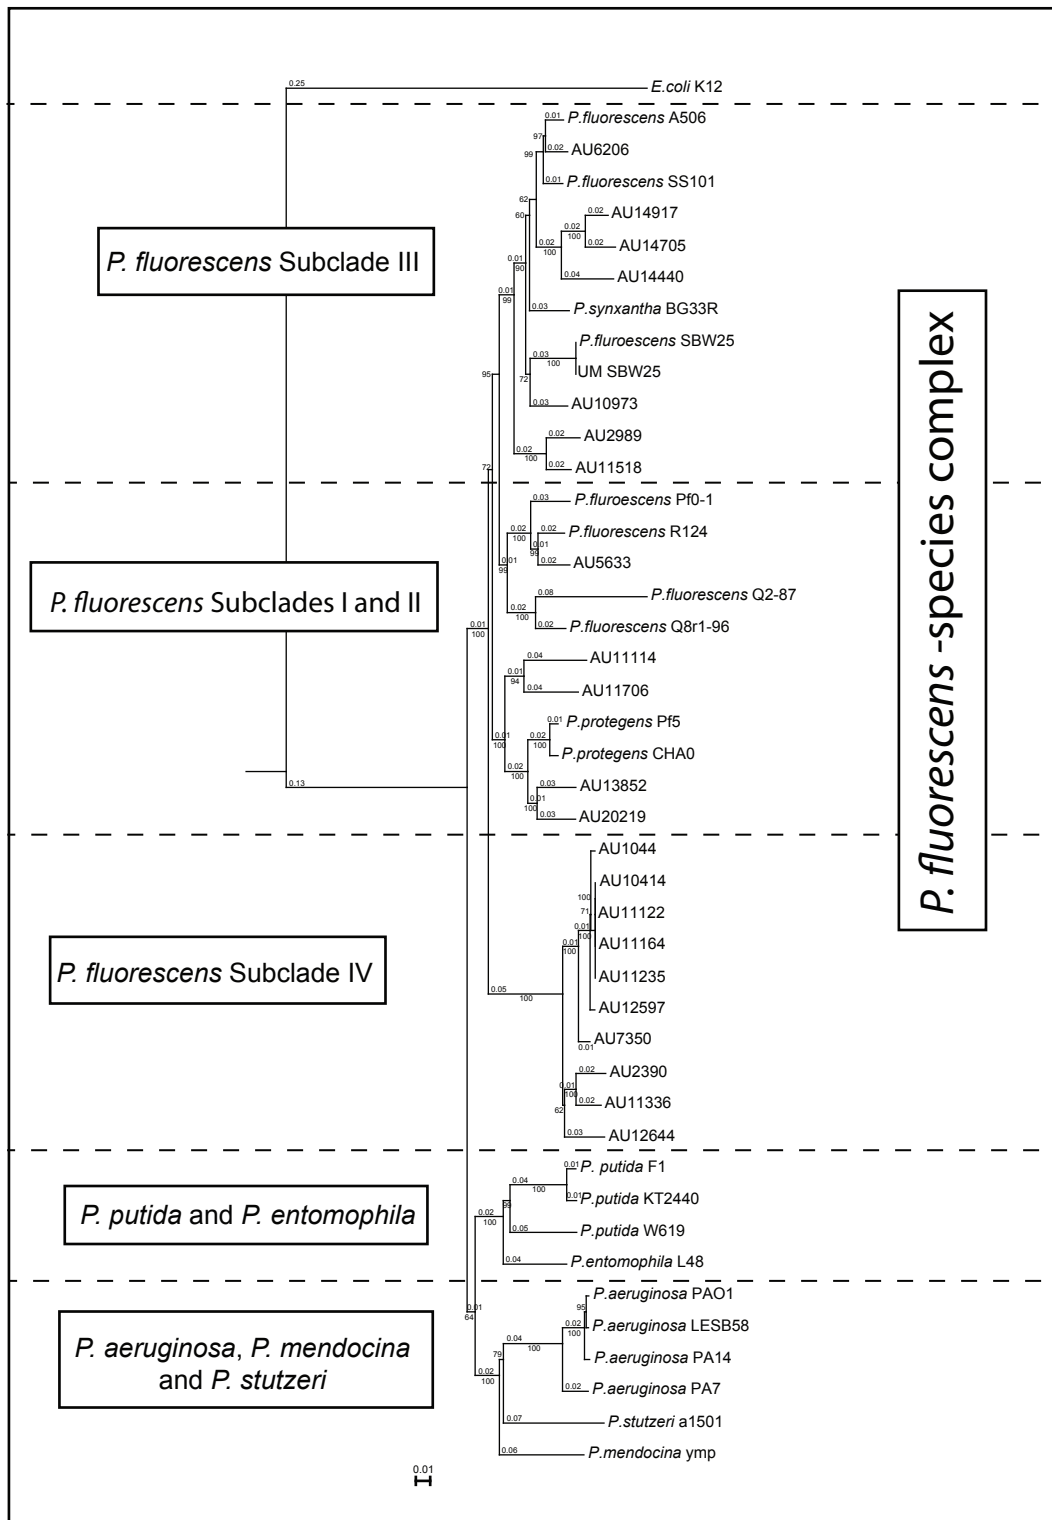 0.25
E.coli K12
0.01
P.fluorescens A506
97
0.02
AU6206
99
0.01
P.fluorescens SS101
62
0.02
AU14917
60
0.02
100
0.02
AU14705
0.02
100
P. fluorescens Subclade III
0.01
90
0.04
AU14440
0.01
99
0.03
P.synxantha BG33R
P.fluroescens SBW25
0.03
100
UM SBW25
95
72
0.03
AU10973
0.02
AU2989
0.02
100
72
0.02
AU11518
0.03
P.fluroescens Pf0-1
0.02
100
0.02
P.fluorescens R124
0.01
99
0.01
99
0.02
AU5633
P. fluorescens Subclades I and II
0.08
P.fluorescens Q2-87
0.02
100
0.01
100
0.02
P.fluorescens Q8r1-96
0.04
AU11114
0.01
94
0.04
AU11706
0.01
P.protegens Pf5
0.01
100
0.02
100
P.protegens CHA0
0.02
100
0.13
0.03
AU13852
0.01
100
0.03
AU20219
P. fluorescens -species complex
AU1044
AU10414
100
71
AU11122
0.01
100
AU11164
0.01
100
P. fluorescens Subclade IV
AU11235
0.05
100
AU12597
0.01
AU7350
0.02
AU2390
0.01
100
0.02
AU11336
62
0.03
AU12644
0.01
P. putida F1
0.04
100
0.01
P.putida KT2440
99
P. putida and P. entomophila
0.02
100
0.05
P.putida W619
0.04
P.entomophila L48
P.aeruginosa PAO1
0.01
64
95
0.02
100
P.aeruginosa LESB58
0.04
100
P.aeruginosa PA14
P. aeruginosa, P. mendocina
and P. stutzeri
79
0.02
100
0.02
P.aeruginosa PA7
0.07
P.stutzeri a1501
0.06
P.mendocina ymp
0.01